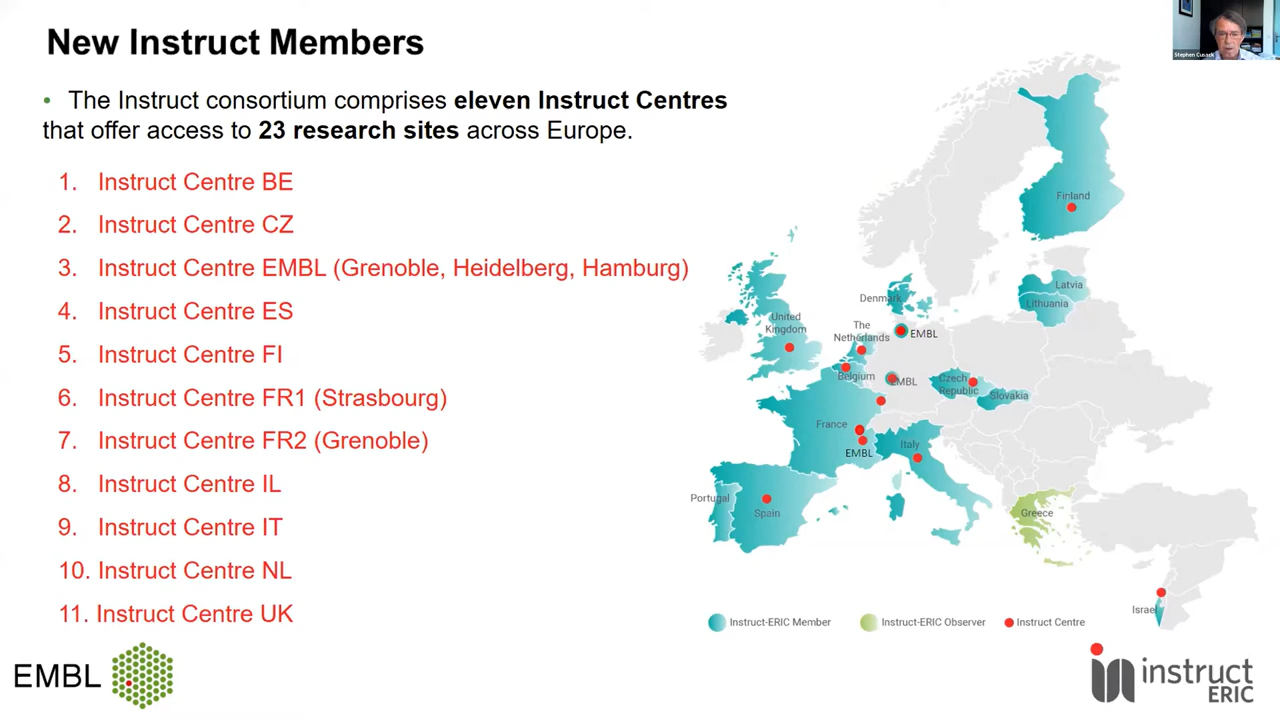 New Instruct Members
Stephen Cusack
• The Instruct consortium comprises eleven Instruct Centres
that offer access to 23 research sites across Europe.
1. Instruct Centre BE
2. Instruct Centre CZ
3. Instruct Centre EMBL (Grenoble, Heidelberg, Hamburg)
4. Instruct Centre ES
5. Instruct Centre FI
6. Instruct Centre FR1 (Strasbourg)
7. Instruct Centre FR2 (Grenoble)
8. Instruct Centre IL
9. Instruct Centre IT
10. Instruct Centre NL
11. Instruct Centre UK
Finland
Latvia
Lithuania
Denmark
United
Kingdom
The
Netherlands
EMBL
Belgium
EMBL
Czech
Republic
Slovakia
France
EMBL
Italy
Portugal
Spain
Greece
Israel
Instruct-ERIC Member
Instruct-ERIC Observer
Instruct Centre
EMBL
instruct
ERIC